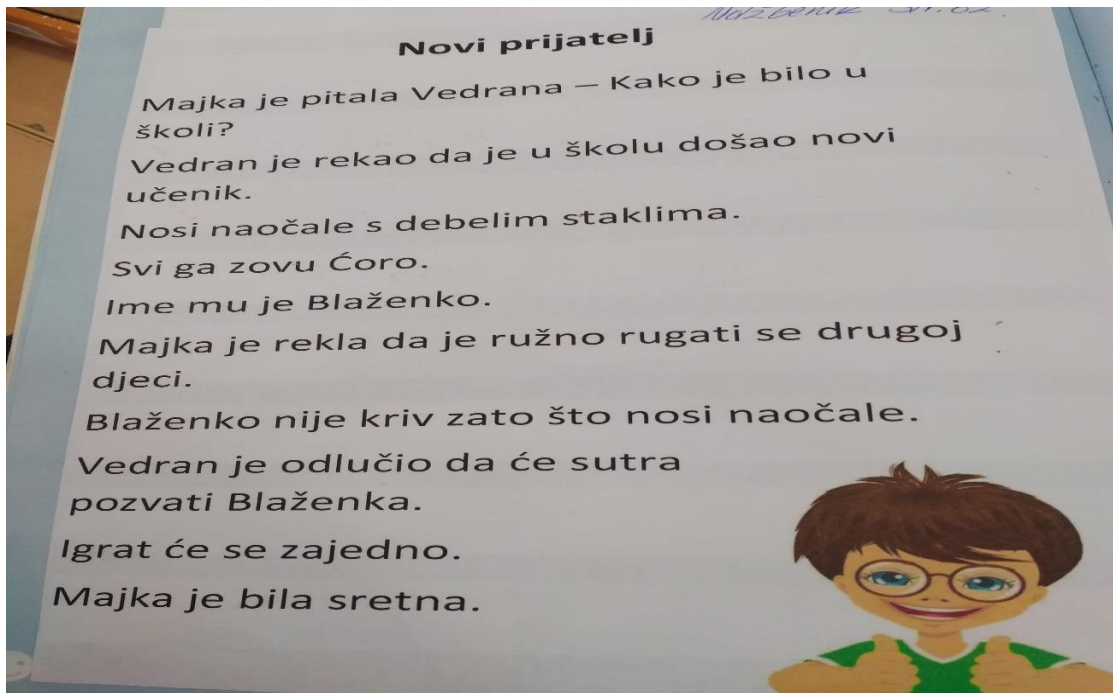 Novi prijatelj
Majka je pitala Vedrana – Kako je bilo u
školi?
Vedran je rekao da je u školu došao novi
učenik.
Nosi naočale s debelim staklima.
Svi ga zovu Ćoro.
Ime mu je Blaženko.
Majka je rekla da je ružno rugati se drugoj
djeci.
Blaženko nije kriv zato što nosi naočale.
Vedran je odlučio da će sutra
pozvati Blaženka.
Igrat će se zajedno.
Majka je bila sretna.